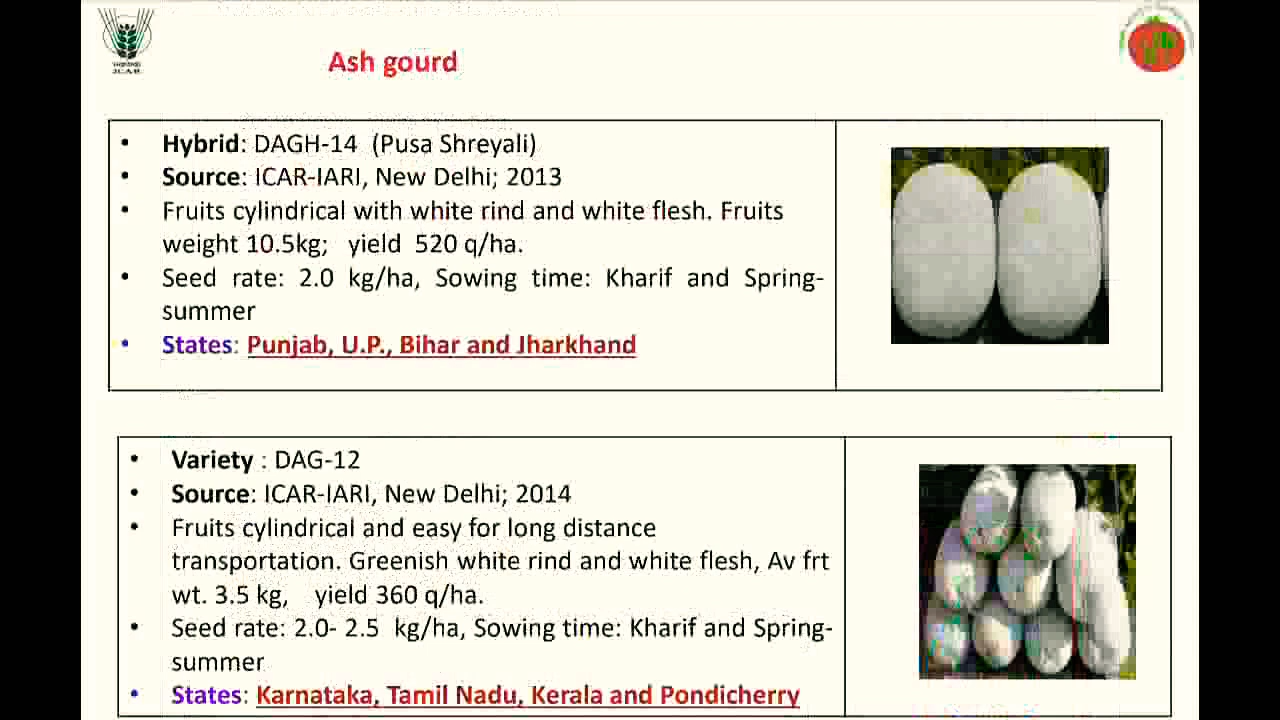 Ash gourd
I.C.A.R.
• Hybrid: DAGH-14 (Pusa Shreyali)
• Source: ICAR-IARI, New Delhi; 2013
• Fruits cylindrical with white rind and white flesh. Fruits
weight 10.5kg; yield 520 q/ha.
• Seed rate: 2.0 kg/ha, Sowing time: Kharif and Spring-
summer
• States: Punjab, U.P., Bihar and Jharkhand
• Variety : DAG-12
• Source: ICAR-IARI, New Delhi; 2014
• Fruits cylindrical and easy for long distance
transportation. Greenish white rind and white flesh, Av frt
wt. 3.5 kg, yield 360 q/ha.
• Seed rate: 2.0- 2.5 kg/ha, Sowing time: Kharif and Spring-
summer
• States: Karnataka, Tamil Nadu, Kerala and Pondicherry